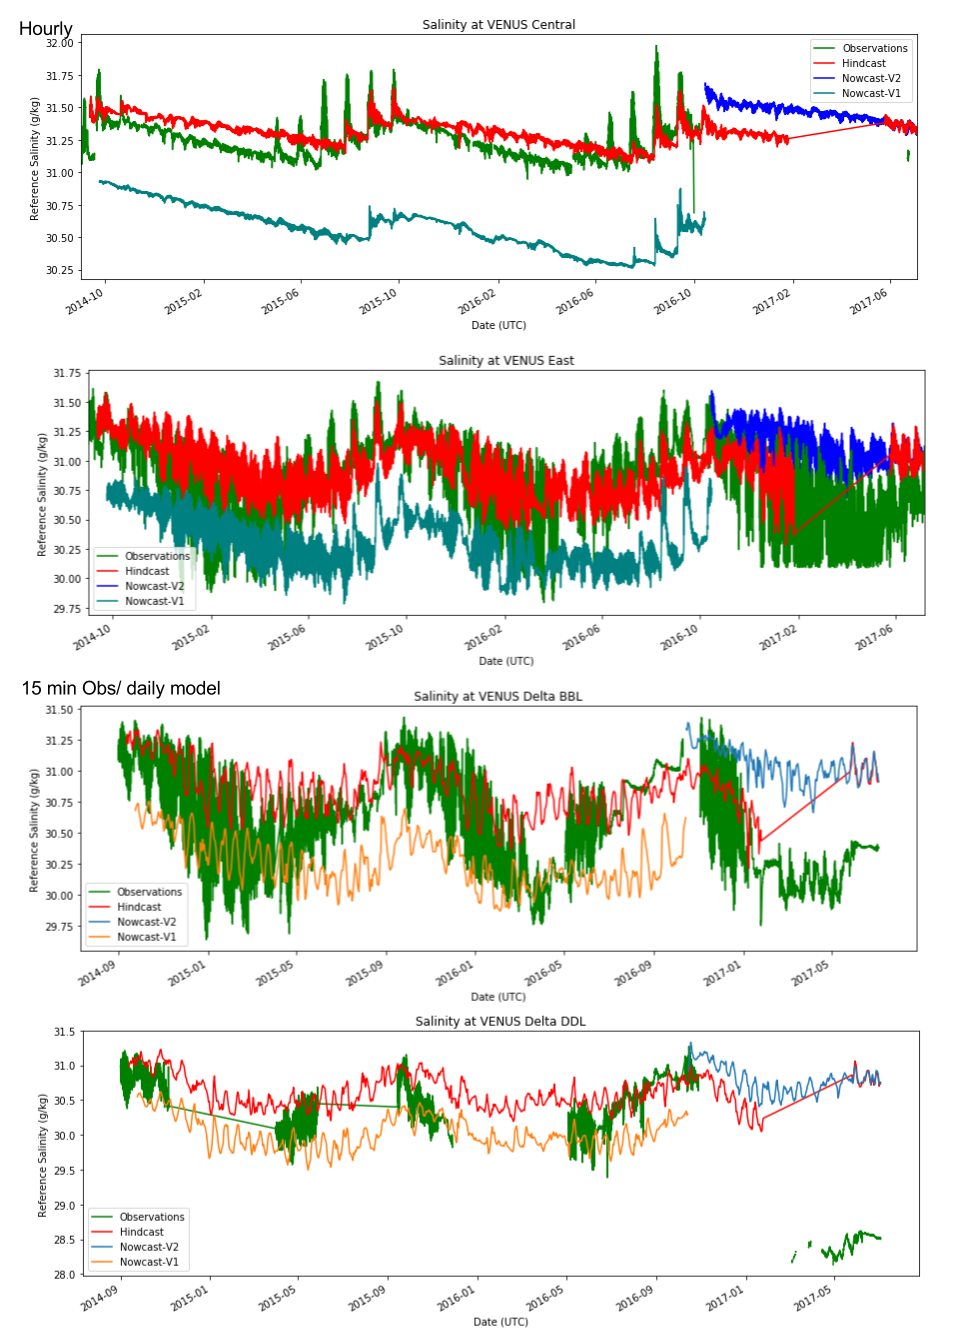 Hourly
Salinity at VENUS Central
32.00
31.75
31.50
31.25
31.00
30.75
30.50
30.25
Reference Salinity (g/kg)
Observations
Hindcast
Nowcast-V2
Nowcast-V1
2014-10
2015-02
2015-06
2015-10
2016-02
2016-06
2016-10
2017-02
2017-06
Date (UTC)
Salinity at VENUS East
31.75
31.50
31.25
31.00
30.75
30.50
30.25
30.00
29.75
Reference Salinity (g/kg)
Observations
Hindcast
Nowcast-V2
Nowcast-V1
2014-10
2015-02
2015-06
2015-10
2016-02
2016-06
2016-10
2017-02
2017-06
Date (UTC)
15 min Obs/ daily model
Salinity at VENUS Delta BBL
31.50
31.25
31.00
30.75
30.50
30.25
30.00
29.75
Reference Salinity (g/kg)
Observations
Hindcast
Nowcast-V2
Nowcast-V1
2014-09
2015-01
2015-05
2015-09
2016-01
2016-05
2016-09
2017-01
2017-05
Date (UTC)
Salinity at VENUS Delta DDL
31.5
31.0
30.5
30.0
29.5
29.0
28.5
28.0
Reference Salinity (g/kg)
Observations
Hindcast
Nowcast-V2
Nowcast-V1
2014-09
2015-01
2015-05
2015-09
2016-01
2016-05
2016-09
2017-01
2017-05
Date (UTC)